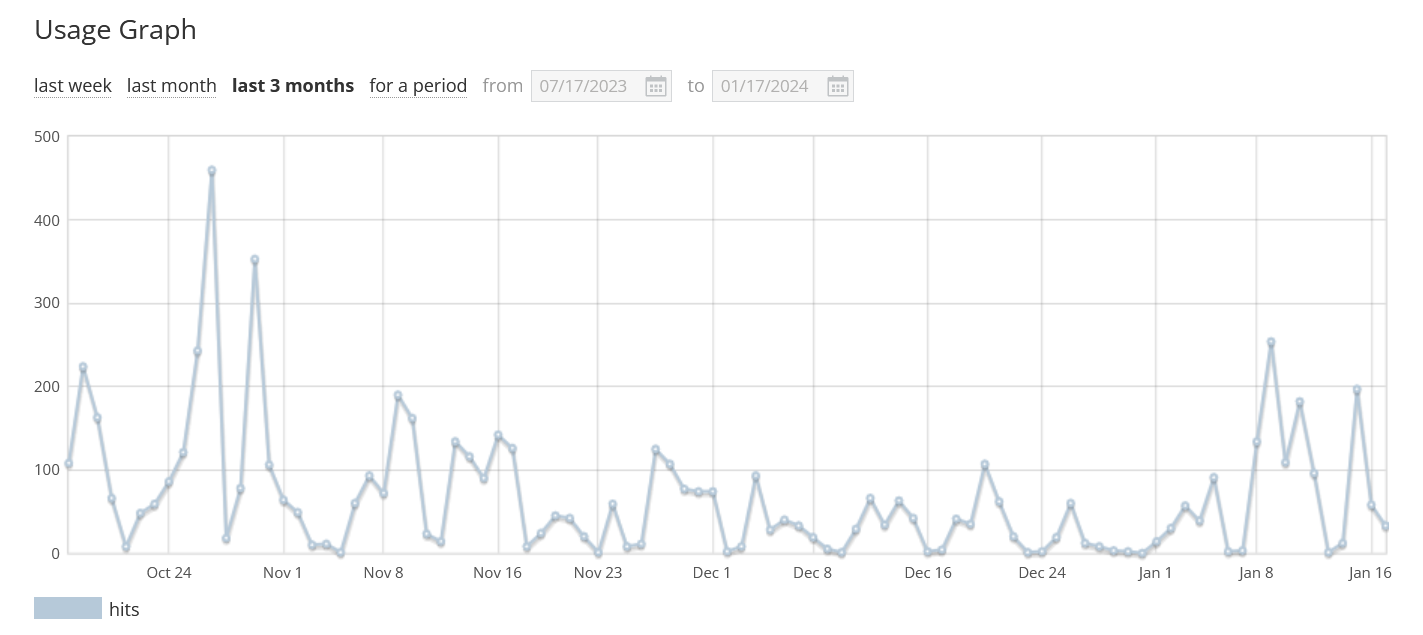 Usage Graph
last week last month last 3 months for a period from 07/17/2023 to 01/17/2024
500
400
300
200
100
0
Oct 24 Nov 1 Nov 8 Nov 16 Nov 23 Dec 1 Dec 8 Dec 16 Dec 24 Jan 1 Jan 8 Jan 16
hits